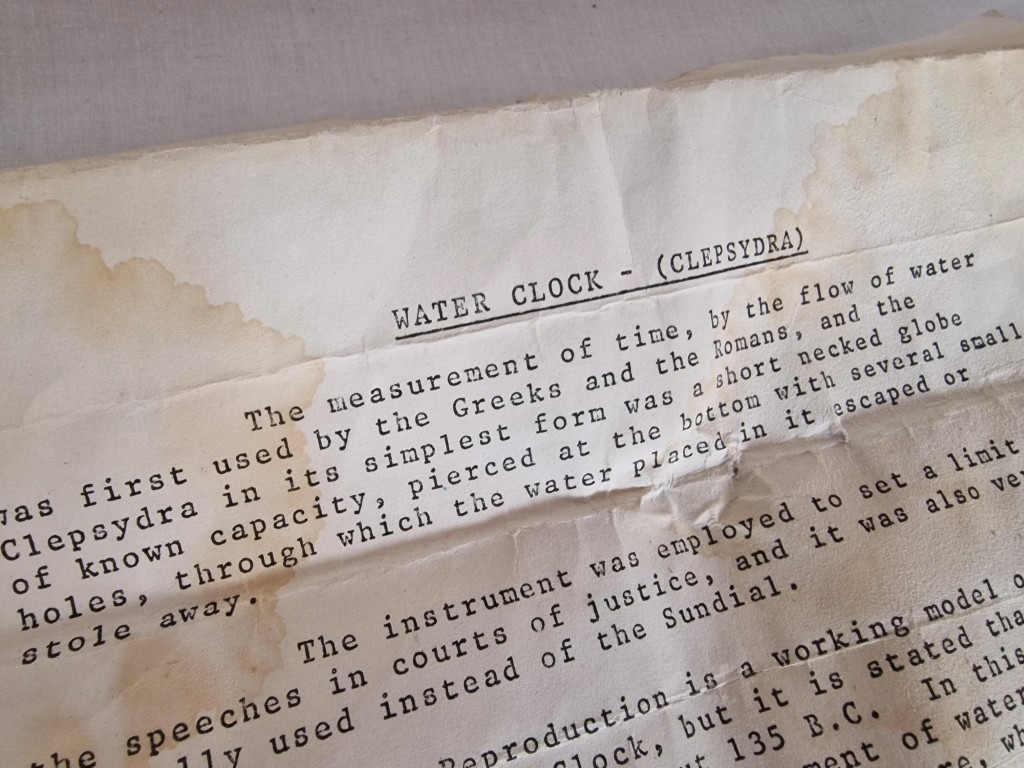 WATER CLOCK - (CLEPSYDRA)
The measurement of time, by the flow of water
was first used by the Greeks and the Romans, and the
Clepsydra in its simplest form was a short necked globe
of known capacity, pierced at the bottom with several small
holes, through which the water placed in it escaped or
stole away.
The instrument was employed to set a limit
the speeches in courts of justice, and it was also
used instead of the Sundial.
Reproduction is a working model
Clock, but it is stated
135 B.C. In this
of water